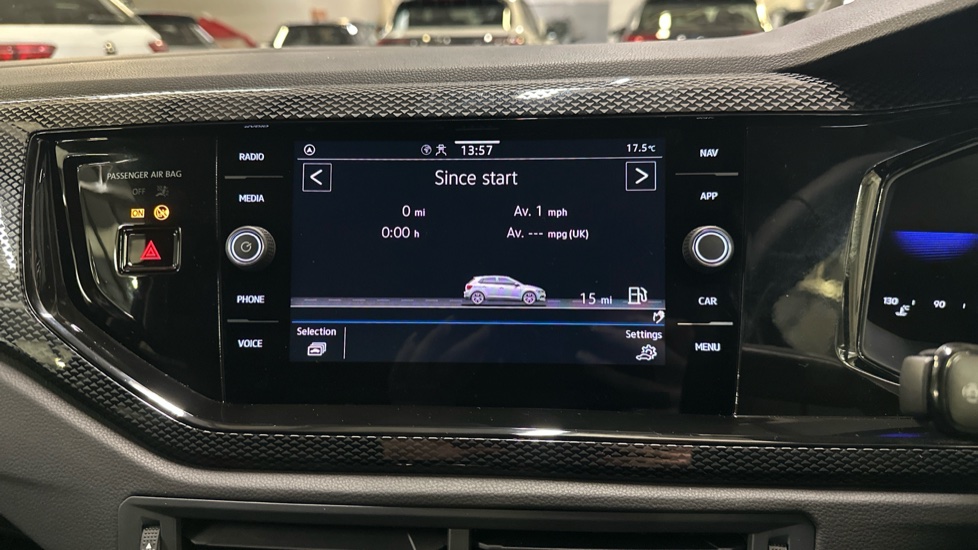 RADIO
MEDIA
PHONE
VOICE
PASSENGER AIR BAG
OFF
ON
13:57
17.5°C
Since start
0 mi
Av. 1 mph
0:00 h
Av. --- mpg (UK)
15 mi
Selection
Settings
NAV
APP
CAR
MENU
130
90